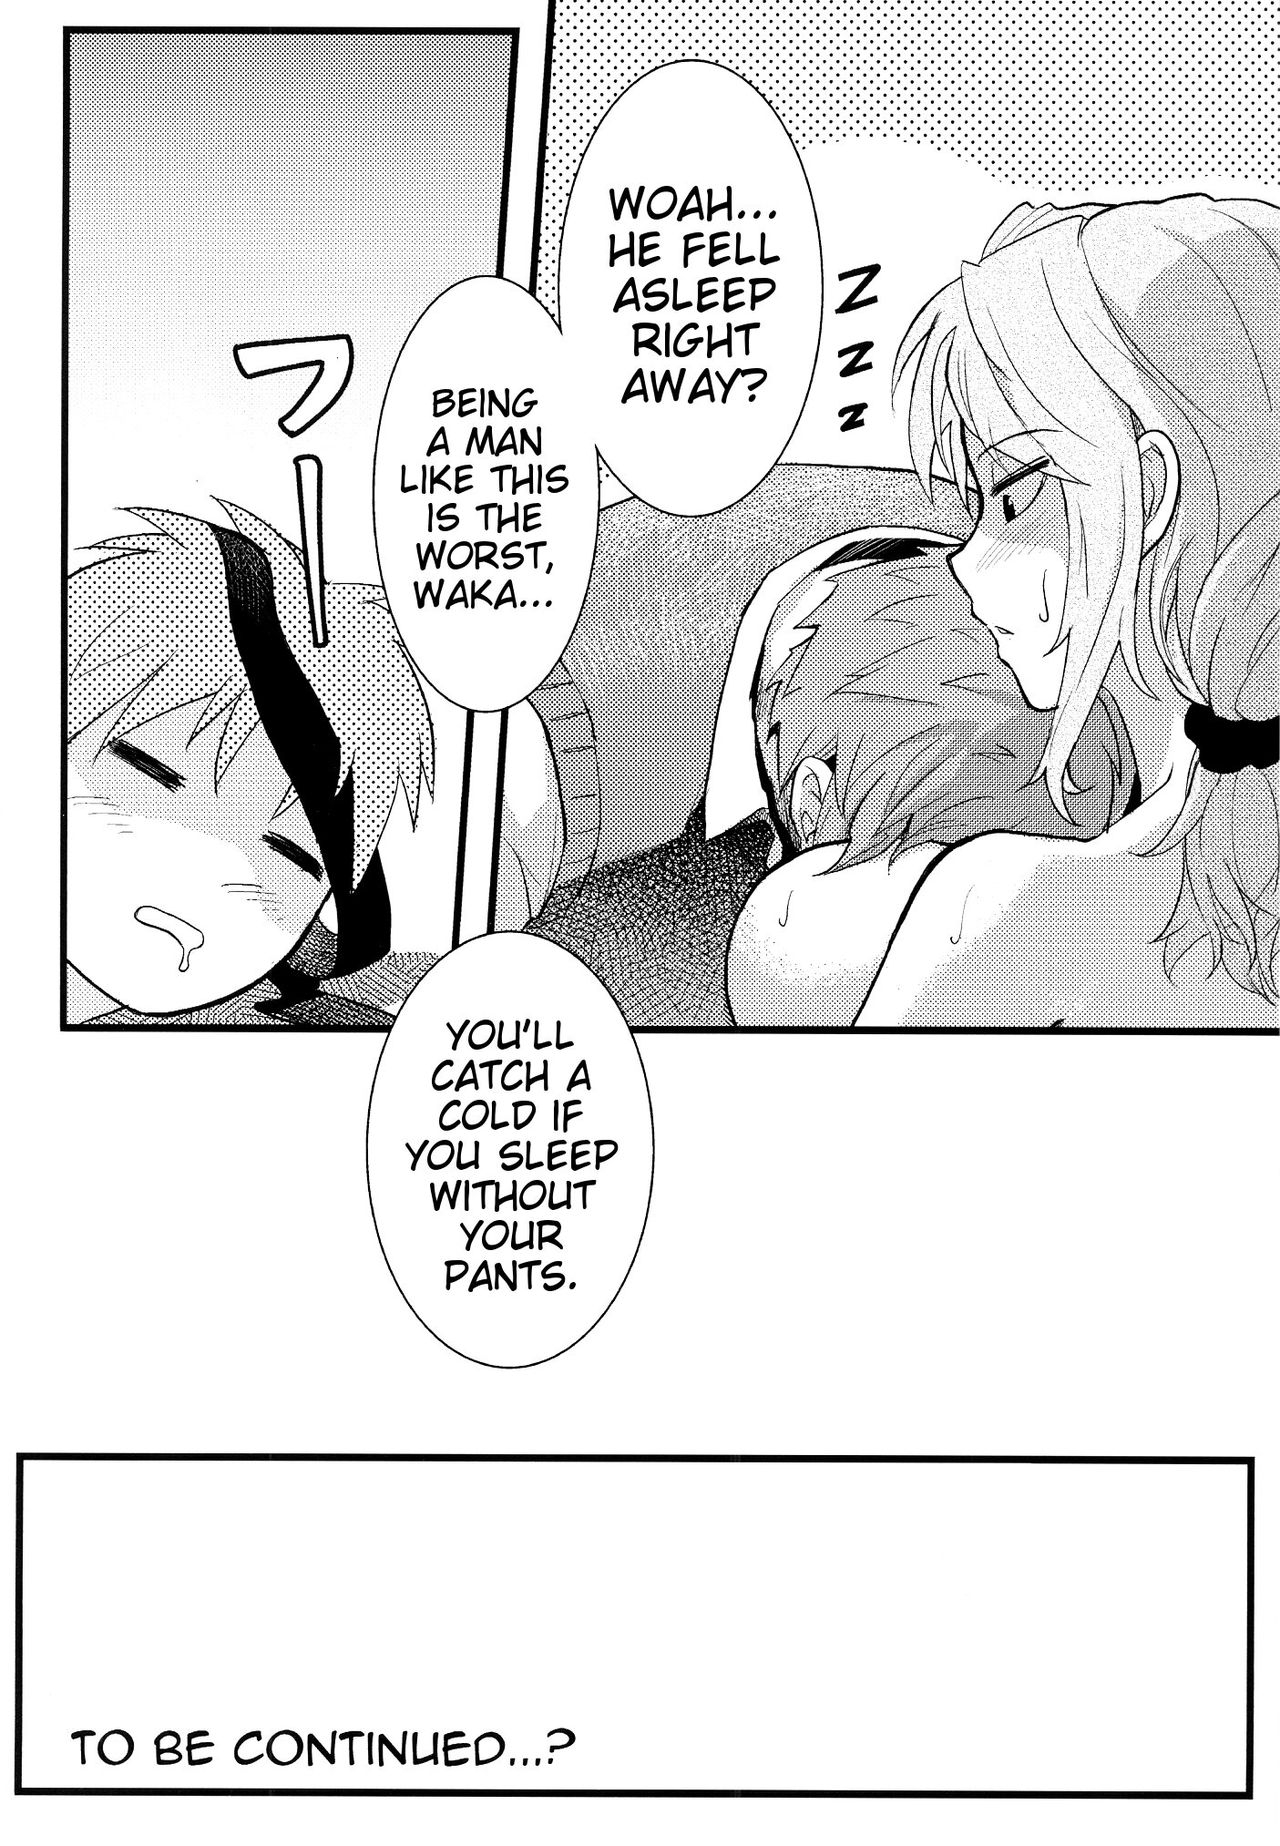 WOAH...
HE FELL
ASLEEP
RIGHT
AWAY?
Z
Z
Z
BEING
A MAN
LIKE THIS
IS THE
WORST,
WAKA...
フー
YOU'LL
CATCH A
COLD IF
YOU SLEEP
WITHOUT
YOUR
PANTS.
TO BE CONTINUED...?